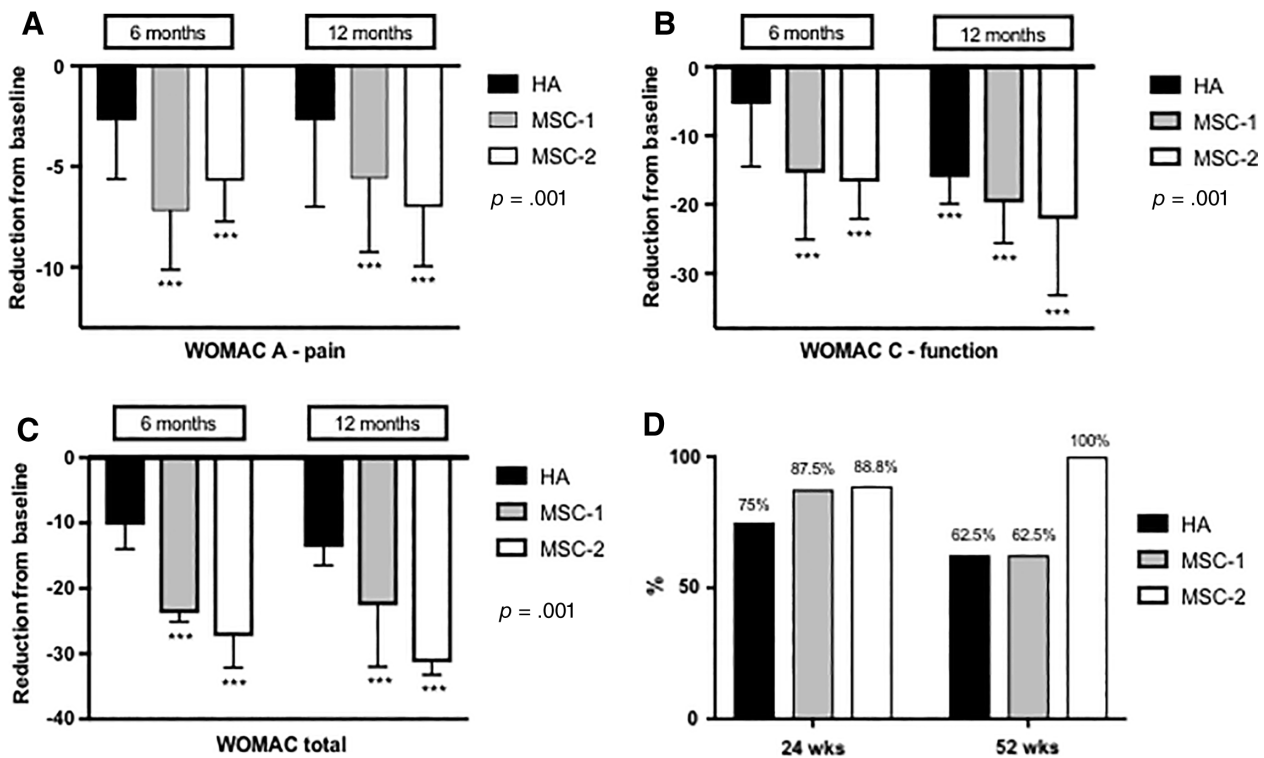 A
6 months
12 months
Reduction from baseline
0
-5
-10
***
***
***
***
HA
MSC-1
MSC-2
p = .001
WOMAC A - pain
B
6 months
12 months
Reduction from baseline
0
-10
-20
-30
***
***
***
***
***
HA
MSC-1
MSC-2
p = .001
WOMAC C - function
C
6 months
12 months
Reduction from baseline
0
-10
-20
-30
-40
***
***
***
***
HA
MSC-1
MSC-2
p = .001
WOMAC total
D
%
100
50
0
75%
87.5%
88.8%
62.5%
62.5%
100%
HA
MSC-1
MSC-2
24 wks
52 wks